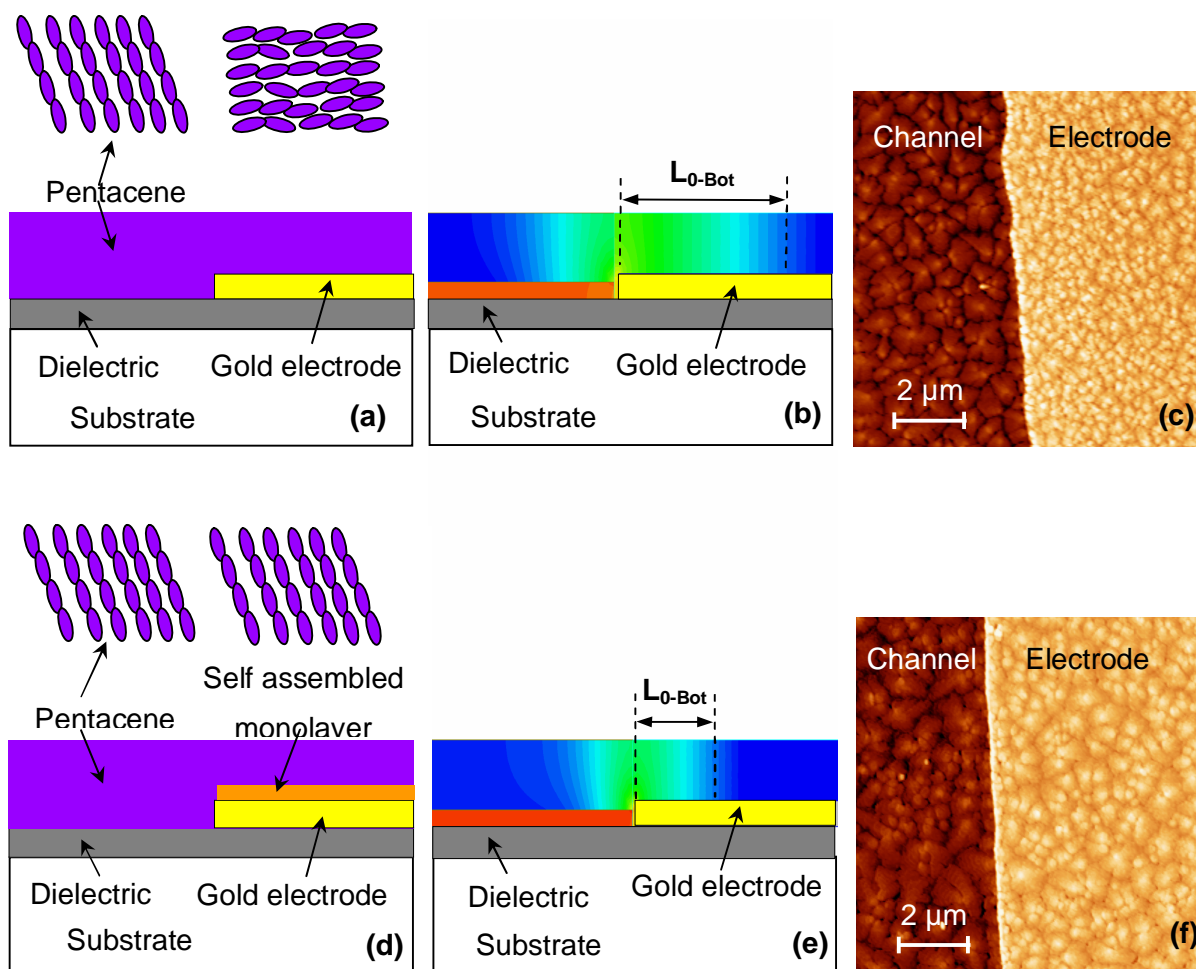 Pentacene
Dielectric
Gold electrode
Substrate
(a)
L0-Bot
Dielectric
Gold electrode
Substrate
(b)
Channel
Electrode
2 µm
(c)
Self assembled
monolayer
Pentacene
Dielectric
Gold electrode
Substrate
(d)
L0-Bot
Dielectric
Gold electrode
Substrate
(e)
Channel
Electrode
2 µm
(f)